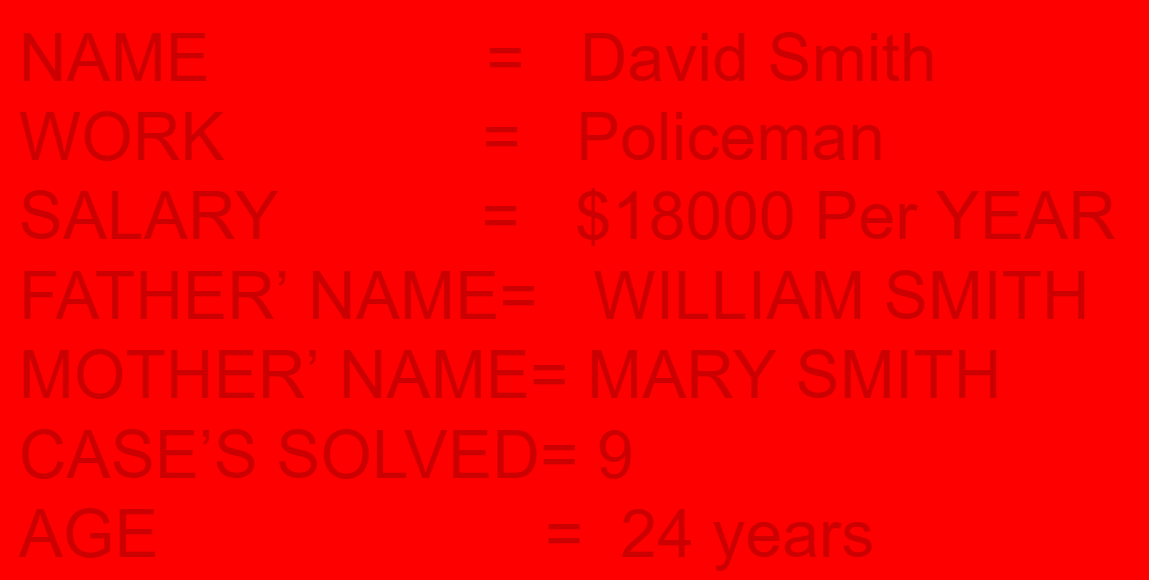 NAME = David Smith
WORK = Policeman
SALARY = $18000 Per YEAR
FATHER’ NAME= WILLIAM SMITH
MOTHER’ NAME= MARY SMITH
CASE’S SOLVED= 9
AGE = 24 years